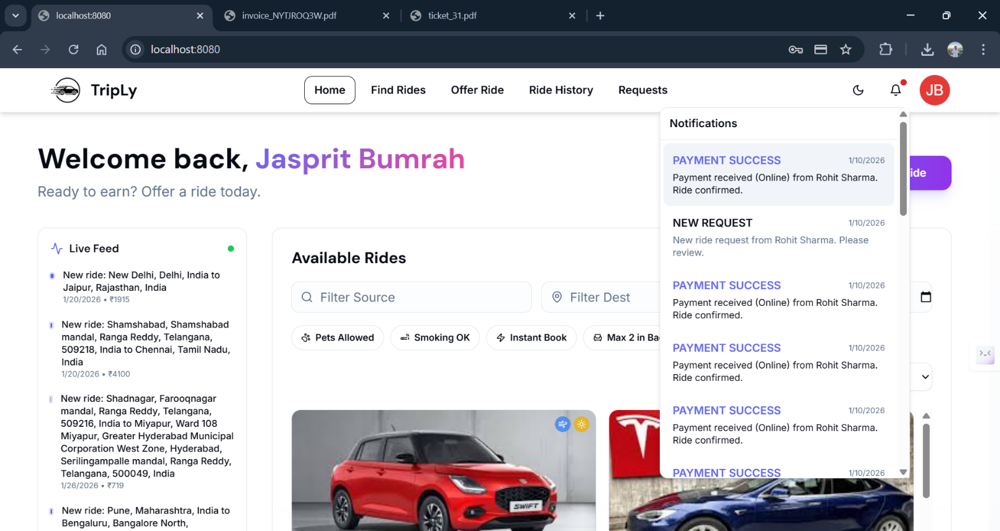 localhost:8080
invoice_NYTJROQ3W.pdf
ticket_31.pdf
localhost:8080
TripLy
Home
Find Rides
Offer Ride
Ride History
Requests
JB
Welcome back, Jasprit Bumrah
Ready to earn? Offer a ride today.
Live Feed
New ride: New Delhi, Delhi, India to
Jaipur, Rajasthan, India
1/20/2026 • ₹1915
New ride: Shamshabad, Shamshabad
mandal, Ranga Reddy, Telangana,
509218, India to Chennai, Tamil Nadu,
India
1/20/2026 • ₹4100
New ride: Shadnagar, Farooqnagar
mandal, Ranga Reddy, Telangana,
509216, India to Miyapur, Ward 108
Miyapur, Greater Hyderabad Municipal
Corporation West Zone, Hyderabad,
Serilingampalle mandal, Ranga Reddy,
Telangana, 500049, India
1/26/2026 • ₹719
New ride: Pune, Maharashtra, India to
Bengaluru, Bangalore North,
Available Rides
Filter Source
Filter Dest
Pets Allowed
Smoking OK
Instant Book
Max 2 in Ba
SWIFT
Notifications
PAYMENT SUCCESS
1/10/2026
Payment received (Online) from Rohit Sharma.
Ride confirmed.
NEW REQUEST
1/10/2026
New ride request from Rohit Sharma. Please
review.
PAYMENT SUCCESS
1/10/2026
Payment received (Online) from Rohit Sharma.
Ride confirmed.
PAYMENT SUCCESS
1/10/2026
Payment received (Online) from Rohit Sharma.
Ride confirmed.
PAYMENT SUCCESS
1/10/2026
Payment received (Online) from Rohit Sharma.
Ride confirmed.
PAYMENT SUCCESS
1/10/2026
ide